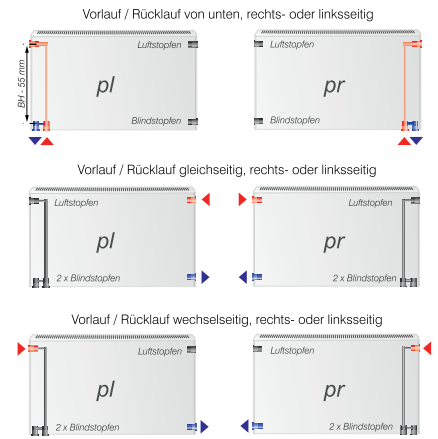 Vorlauf / Rücklauf von unten, rechts- oder linksseitig
Luftstopfen
Luftstopfen
BH - 55 mm
pl
pr
Blindstopfen
Blindstopfen
Vorlauf / Rücklauf gleichseitig, rechts- oder linksseitig
Luftstopfen
Luftstopfen
pl
pr
2 x Blindstopfen
2 x Blindstopfen
Vorlauf / Rücklauf wechselseitig, rechts- oder linksseitig
Luftstopfen
Luftstopfen
pl
pr
2 x Blindstopfen
2 x Blindstopfen